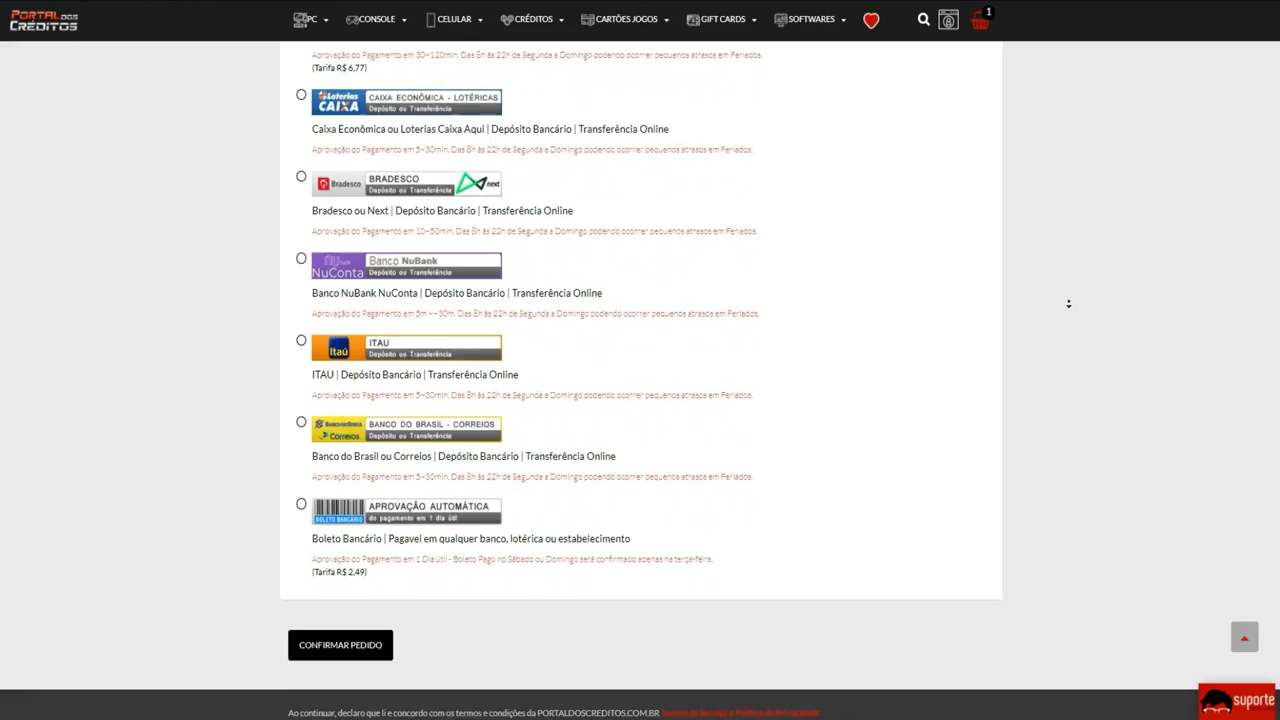 PORTAL DOS
CRÉDITOS
PC
CONSOLE
CELULAR
CRÉDITOS
CARTÕES JOGOS
GIFT CARDS
SOFTWARES
1
Aprovação do Pagamento em 30~120min. Das 8h às 22h de Segunda a Domingo podendo ocorrer pequenos atrasos em Feriados.
(Tarifa R$ 6,77)
Loterias
CAIXA
CAIXA ECONÔMICA - LOTÉRICAS
Depósito ou Transferência
Caixa Econômica ou Loterias Caixa Aqui | Depósito Bancário | Transferência Online
Aprovação do Pagamento em 5~30min. Das 8h às 22h de Segunda a Domingo podendo ocorrer pequenos atrasos em Feriados.
Bradesco
BRADESCO
Depósito ou Transferência
next
Bradesco ou Next | Depósito Bancário | Transferência Online
Aprovação do Pagamento em 10~50min. Das 8h às 22h de Segunda a Domingo podendo ocorrer pequenos atrasos em Feriados.
NuConta
Banco NuBank
Depósito ou Transferência
Banco NuBank NuConta | Depósito Bancário | Transferência Online
Aprovação do Pagamento em 5m ~~30m. Das 8h às 22h de Segunda a Domingo podendo ocorrer pequenos atrasos em Feriados.
Itaú
ITAU
Depósito ou Transferência
ITAU | Depósito Bancário | Transferência Online
Aprovação do Pagamento em 5~30min. Das 8h às 22h de Segunda a Domingo podendo ocorrer pequenos atrasos em Feriados.
BANCO DO BRASIL
Correios
BANCO DO BRASIL - CORREIOS
Depósito ou Transferência
Banco do Brasil ou Correios | Depósito Bancário | Transferência Online
Aprovação do Pagamento em 5~30min. Das 8h às 22h de Segunda a Domingo podendo ocorrer pequenos atrasos em Feriados.
BOLETO BANCÁRIO
APROVAÇÃO AUTOMÁTICA
do pagamento em 1 dia útil
Boleto Bancário | Pagavel em qualquer banco, lotérica ou estabelecimento
Aprovação do Pagamento em 1 Dia útil - Boleto Pago no Sábado ou Domingo será confirmado apenas na terça-feira.
(Tarifa R$ 2,49)
CONFIRMAR PEDIDO
suporte
Ao continuar, declaro que li e concordo com os termos e condições da PORTALDOSCREDITOS.COM.BR Termos de Serviço e Política de Privacidade